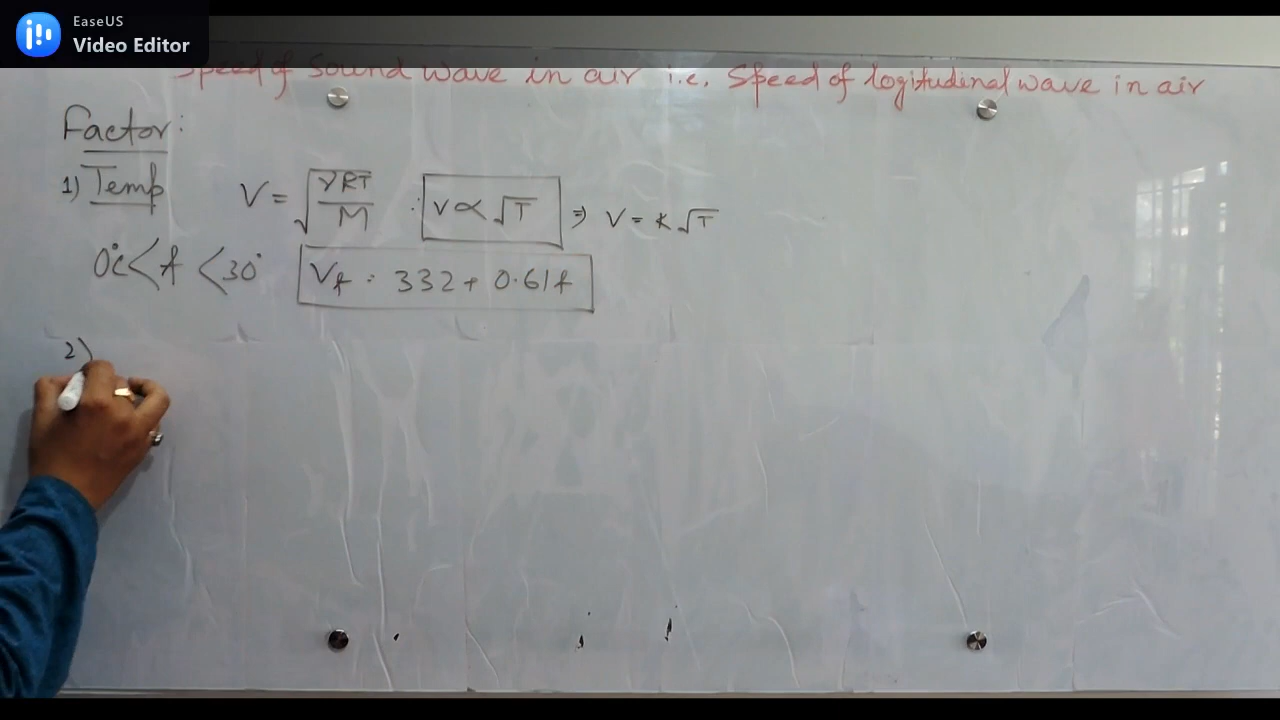 EaseUS
Video Editor
Speed of Sound wave in air i.e. Speed of logitudinal wave in air
Factor:
1) Temp V = √(γRT/M) ∴ V ∝ √T ⇒ V = K√T
0°C < t < 30° Vt = 332 + 0.61t
2)